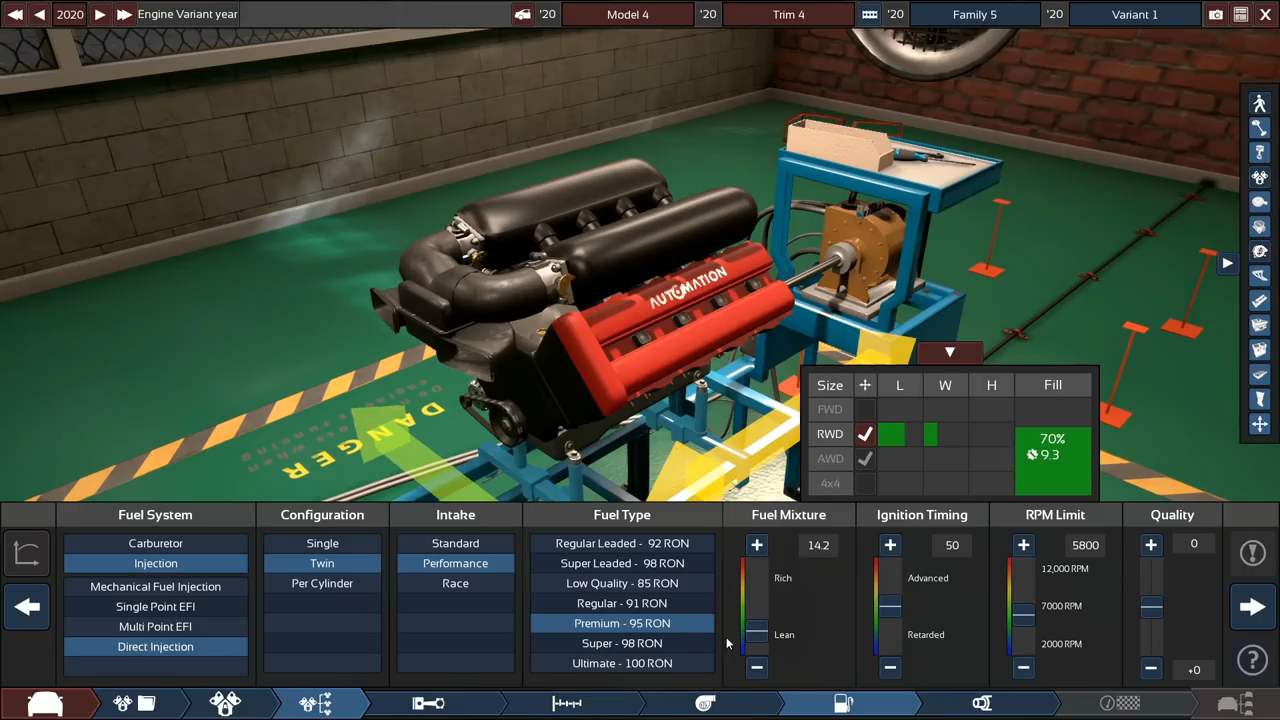 2020 Engine Variant year '20 Model 4 '20 Trim 4 '20 Family 5 '20 Variant 1
AUTOMATION
DANGER
Size L W H Fill
FWD
RWD
AWD
4x4
70%
9.3
Fuel System
Carburetor
Injection
Mechanical Fuel Injection
Single Point EFI
Multi Point EFI
Direct Injection
Configuration
Single
Twin
Per Cylinder
Intake
Standard
Performance
Race
Fuel Type
Regular Leaded - 92 RON
Super Leaded - 98 RON
Low Quality - 85 RON
Regular - 91 RON
Premium - 95 RON
Super - 98 RON
Ultimate - 100 RON
Fuel Mixture
14.2
Rich
Lean
Ignition Timing
50
Advanced
Retarded
RPM Limit
5800
12,000 RPM
7000 RPM
2000 RPM
Quality
0
+0